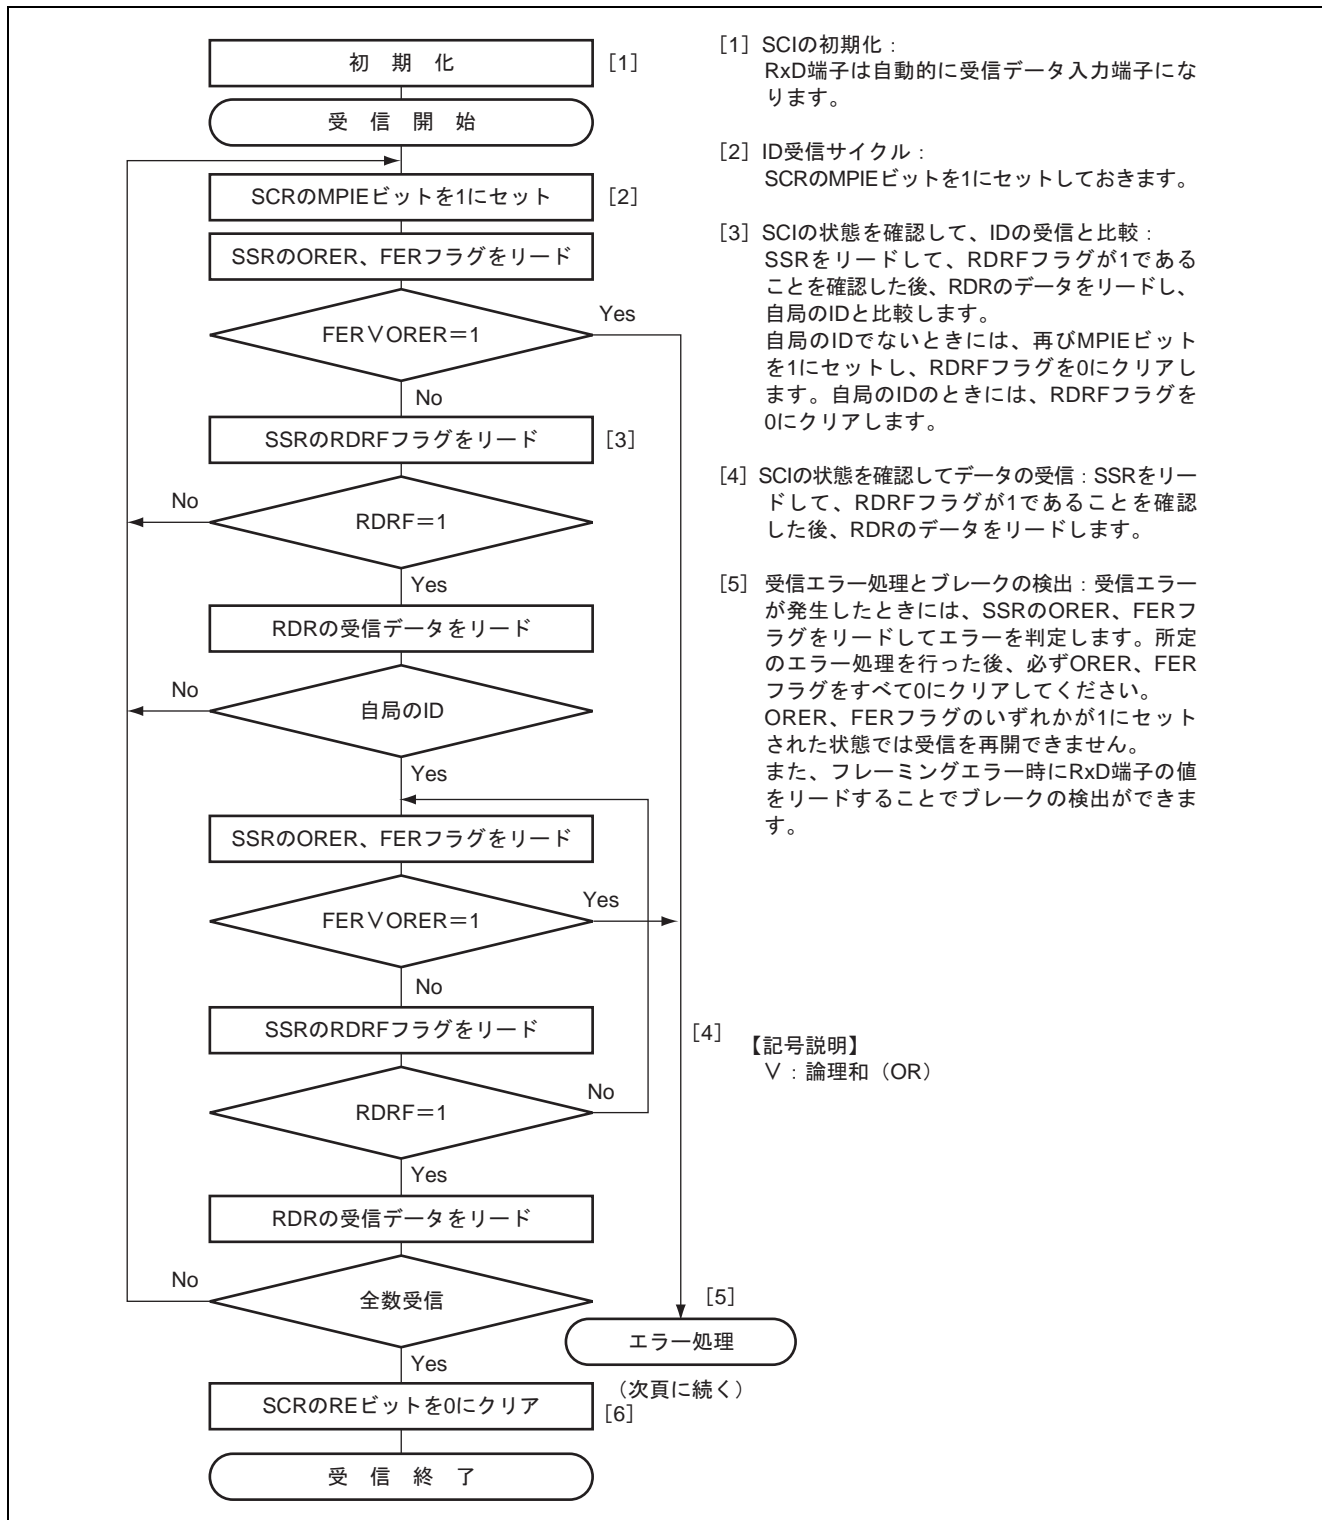 初 期 化
[1]
受 信 開 始
SCRのMPIEビットを1にセット
[2]
SSRのORER、FERフラグをリード
FER∨ORER＝1
Yes
No
SSRのRDRFフラグをリード
[3]
RDRF＝1
No
Yes
RDRの受信データをリード
自局のID
No
Yes
SSRのORER、FERフラグをリード
FER∨ORER＝1
Yes
No
SSRのRDRFフラグをリード
[4]
RDRF＝1
No
Yes
RDRの受信データをリード
全数受信
No
Yes
[5]
エラー処理
（次頁に続く）
SCRのREビットを0にクリア
[6]
受 信 終 了
[1] SCIの初期化：
RxD端子は自動的に受信データ入力端子にな
ります。
[2] ID受信サイクル：
SCRのMPIEビットを1にセットしておきます。
[3] SCIの状態を確認して、IDの受信と比較：
SSRをリードして、RDRFフラグが1である
ことを確認した後、RDRのデータをリードし、
自局のIDと比較します。
自局のIDでないときには、再びMPIEビット
を1にセットし、RDRFフラグを0にクリアし
ます。自局のIDのときには、RDRFフラグを
0にクリアします。
[4] SCIの状態を確認してデータの受信：SSRをリー
ドして、RDRFフラグが1であることを確認
した後、RDRのデータをリードします。
[5] 受信エラー処理とブレークの検出：受信エラー
が発生したときには、SSRのORER、FERフ
ラグをリードしてエラーを判定します。所定
のエラー処理を行った後、必ずORER、FER
フラグをすべて0にクリアしてください。
ORER、FERフラグのいずれかが1にセット
された状態では受信を再開できません。
また、フレーミングエラー時にRxD端子の値
をリードすることでブレークの検出ができま
す。
【記号説明】
∨：論理和（OR）